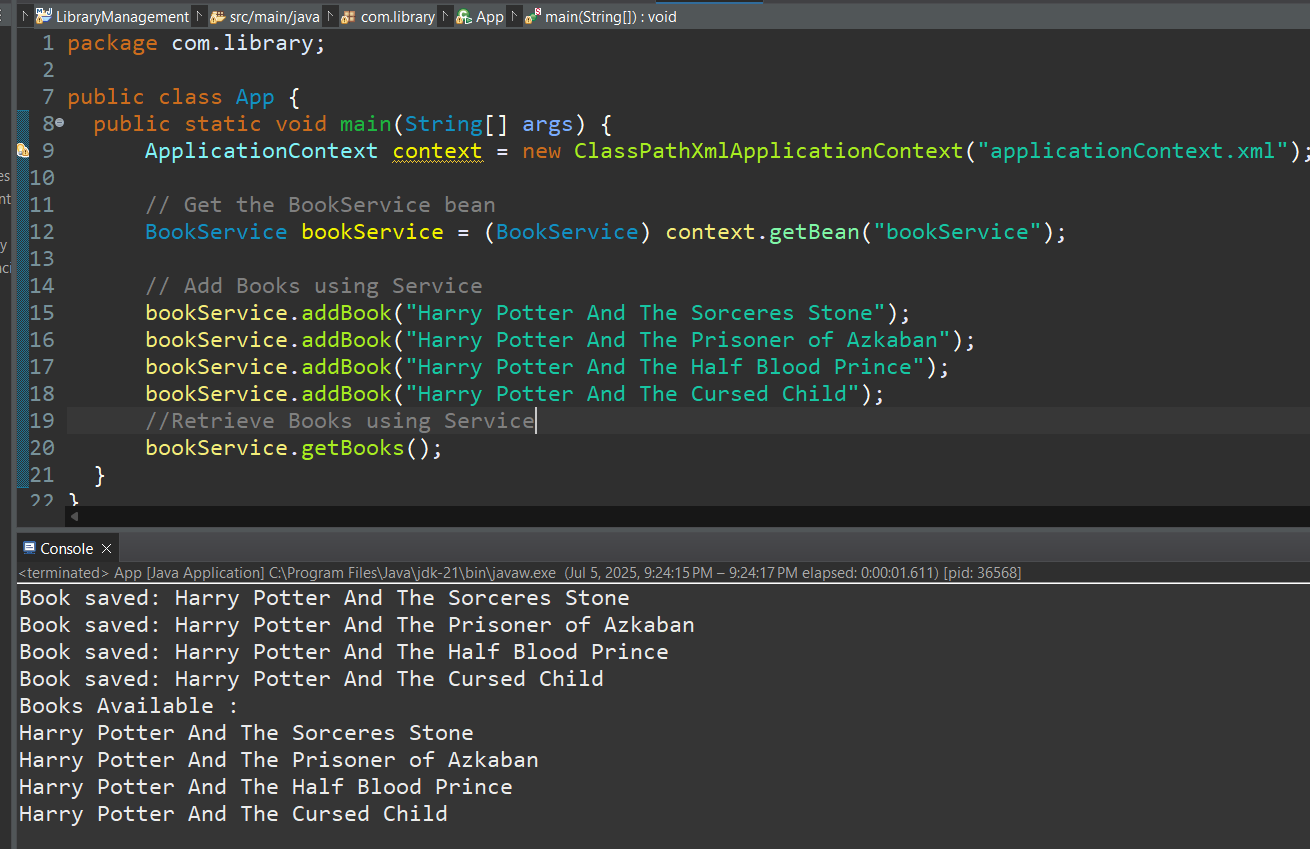 LibraryManagement src/main/java com.library App main(String[]) : void
1 package com.library;
2
7 public class App {
8 public static void main(String[] args) {
9 ApplicationContext context = new ClassPathXmlApplicationContext("applicationContext.xml");
10
11 // Get the BookService bean
12 BookService bookService = (BookService) context.getBean("bookService");
13
14 // Add Books using Service
15 bookService.addBook("Harry Potter And The Sorceres Stone");
16 bookService.addBook("Harry Potter And The Prisoner of Azkaban");
17 bookService.addBook("Harry Potter And The Half Blood Prince");
18 bookService.addBook("Harry Potter And The Cursed Child");
19 //Retrieve Books using Service
20 bookService.getBooks();
21 }
22 }
Console
<terminated> App [Java Application] C:\Program Files\Java\jdk-21\bin\javaw.exe (Jul 5, 2025, 9:24:15 PM – 9:24:17 PM elapsed: 0:00:01.611) [pid: 36568]
Book saved: Harry Potter And The Sorceres Stone
Book saved: Harry Potter And The Prisoner of Azkaban
Book saved: Harry Potter And The Half Blood Prince
Book saved: Harry Potter And The Cursed Child
Books Available :
Harry Potter And The Sorceres Stone
Harry Potter And The Prisoner of Azkaban
Harry Potter And The Half Blood Prince
Harry Potter And The Cursed Child